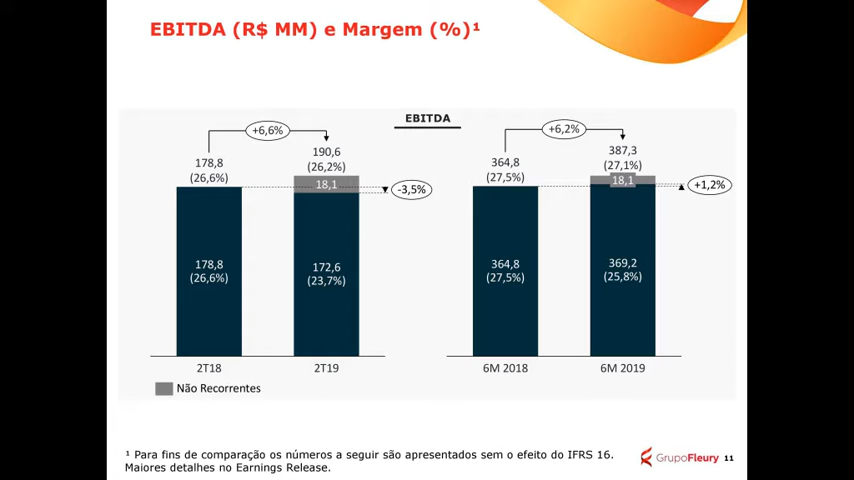 EBITDA (R$ MM) e Margem (%)¹
EBITDA
+6,6%
178,8
(26,6%)
190,6
(26,2%)
18,1
-3,5%
178,8
(26,6%)
172,6
(23,7%)
2T18
2T19
+6,2%
364,8
(27,5%)
387,3
(27,1%)
18,1
+1,2%
364,8
(27,5%)
369,2
(25,8%)
6M 2018
6M 2019
Não Recorrentes
¹ Para fins de comparação os números a seguir são apresentados sem o efeito do IFRS 16.
Maiores detalhes no Earnings Release.
GrupoFleury 11